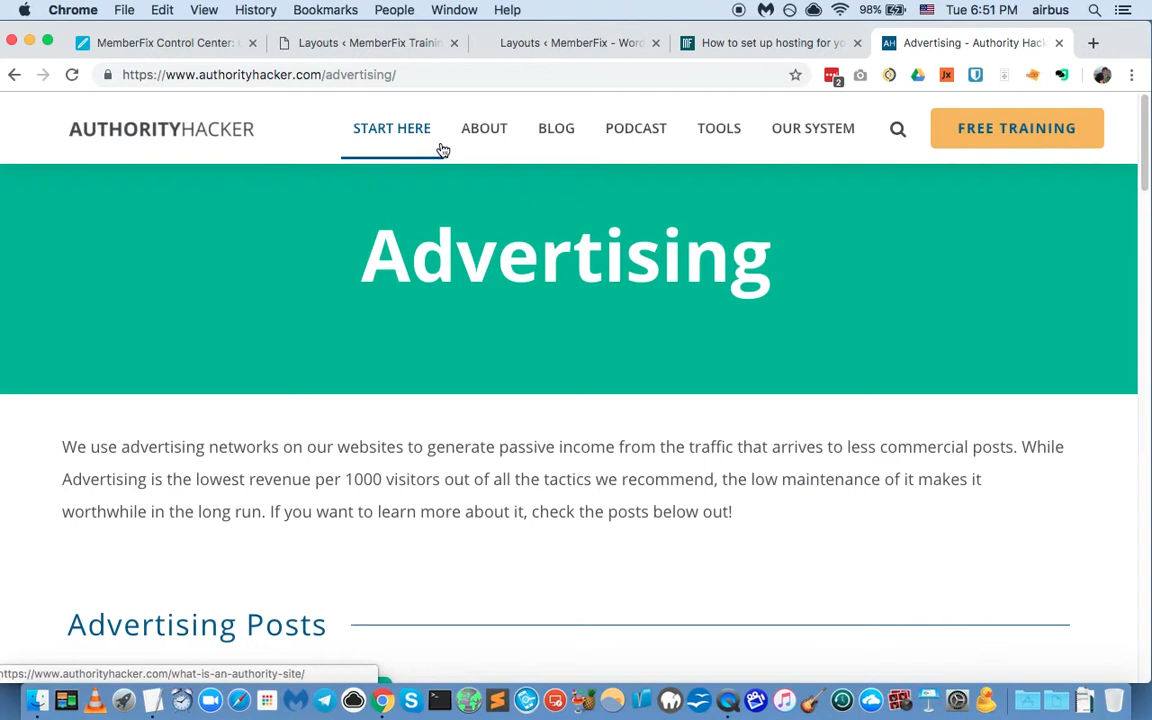 Chrome File Edit View History Bookmarks People Window Help 98% Tue 6:51 PM airbus
MemberFix Control Center: Layouts ‹ MemberFix Trainin Layouts ‹ MemberFix - Wor How to set up hosting for yo AH Advertising - Authority Hac
https://www.authorityhacker.com/advertising/
2
AUTHORITYHACKER START HERE ABOUT BLOG PODCAST TOOLS OUR SYSTEM FREE TRAINING
Advertising
We use advertising networks on our websites to generate passive income from the traffic that arrives to less commercial posts. While
Advertising is the lowest revenue per 1000 visitors out of all the tactics we recommend, the low maintenance of it makes it
worthwhile in the long run. If you want to learn more about it, check the posts below out!
Advertising Posts
https://www.authorityhacker.com/what-is-an-authority-site/